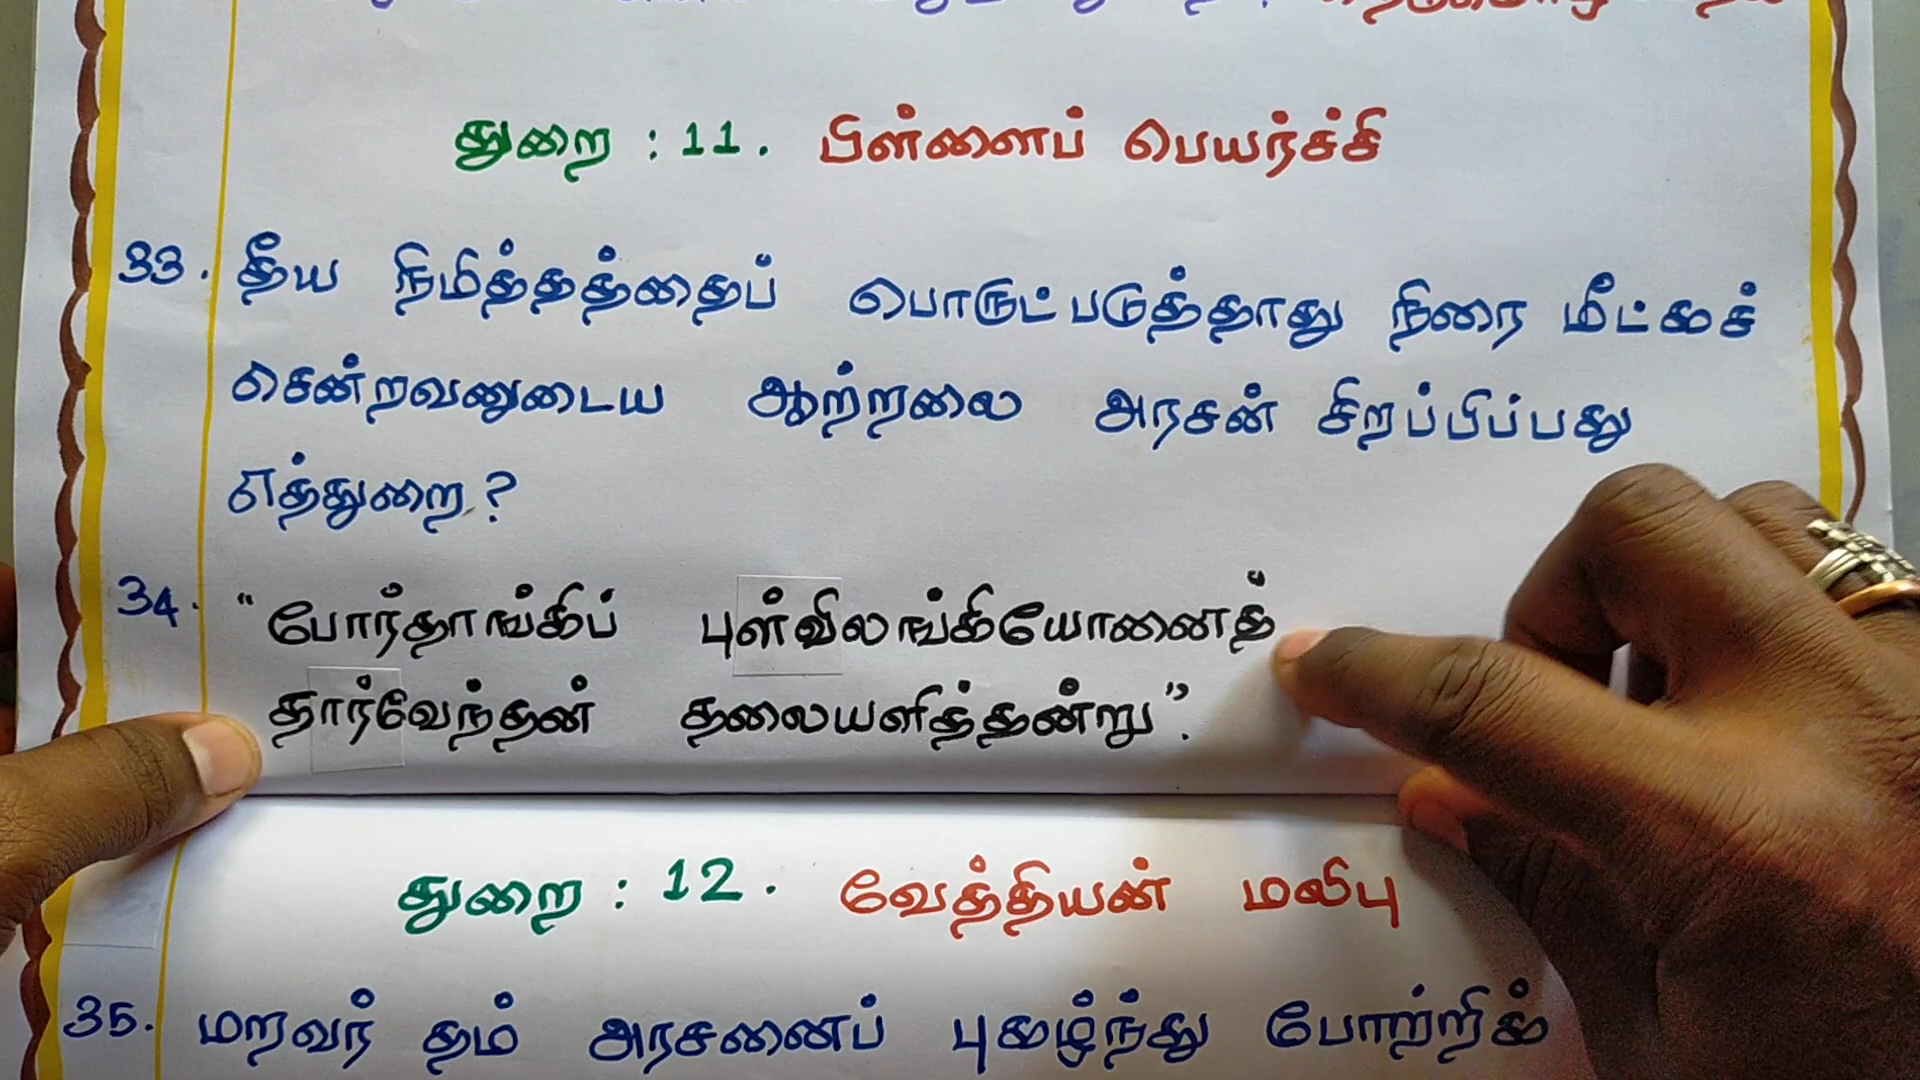 துறை : 11. பிள்ளைப் பெயர்ச்சி
33. தீய நிமித்தத்தைப் பொருட்படுத்தாது நிரை மீட்கச்
சென்றவனுடைய ஆற்றலை அரசன் சிறப்பிப்பது
எத்துறை?
34. "போர்தாங்கிப் புள்விலங்கியோனைத்
தார்வேந்தன் தலையளித்தன்று".
துறை : 12. வேத்தியன் மலிபு
35. மறவர் தம் அரசனைப் புகழ்ந்து போற்றிக்